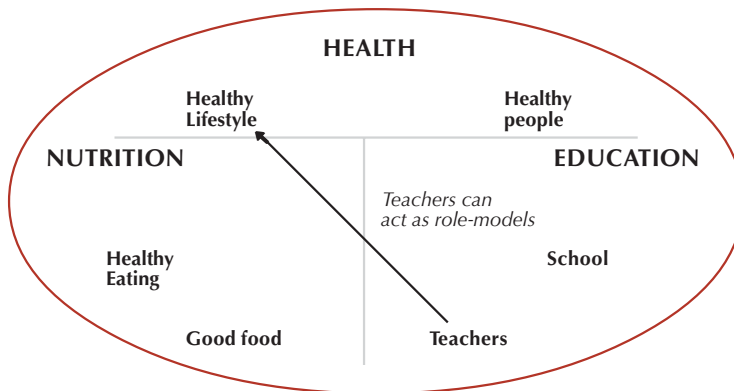 HEALTH
Healthy
Lifestyle
Healthy
people
NUTRITION
EDUCATION
Teachers can
act as role-models
Healthy
Eating
School
Good food
Teachers